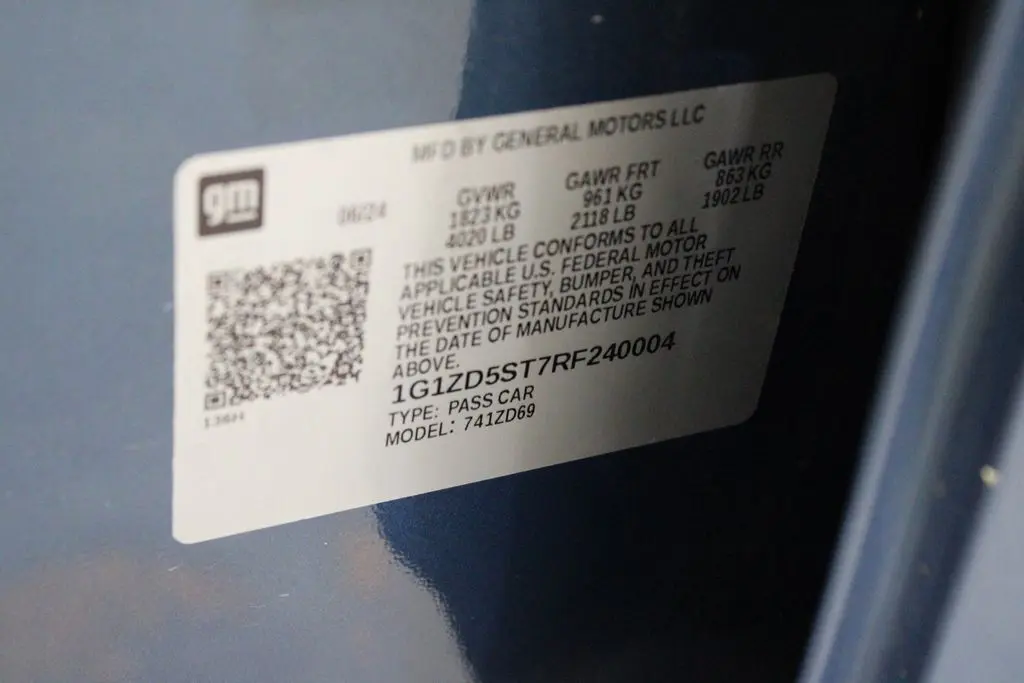 MFD BY GENERAL MOTORS LLC
gm
06/24
GVWR GAWR FRT GAWR RR
1823 KG 961 KG 863 KG
4020 LB 2118 LB 1902 LB
THIS VEHICLE CONFORMS TO ALL
APPLICABLE U.S. FEDERAL MOTOR
VEHICLE SAFETY, BUMPER, AND THEFT
PREVENTION STANDARDS IN EFFECT ON
THE DATE OF MANUFACTURE SHOWN
ABOVE.
1G1ZD5ST7RF240004
TYPE: PASS CAR
MODEL: 741ZD69